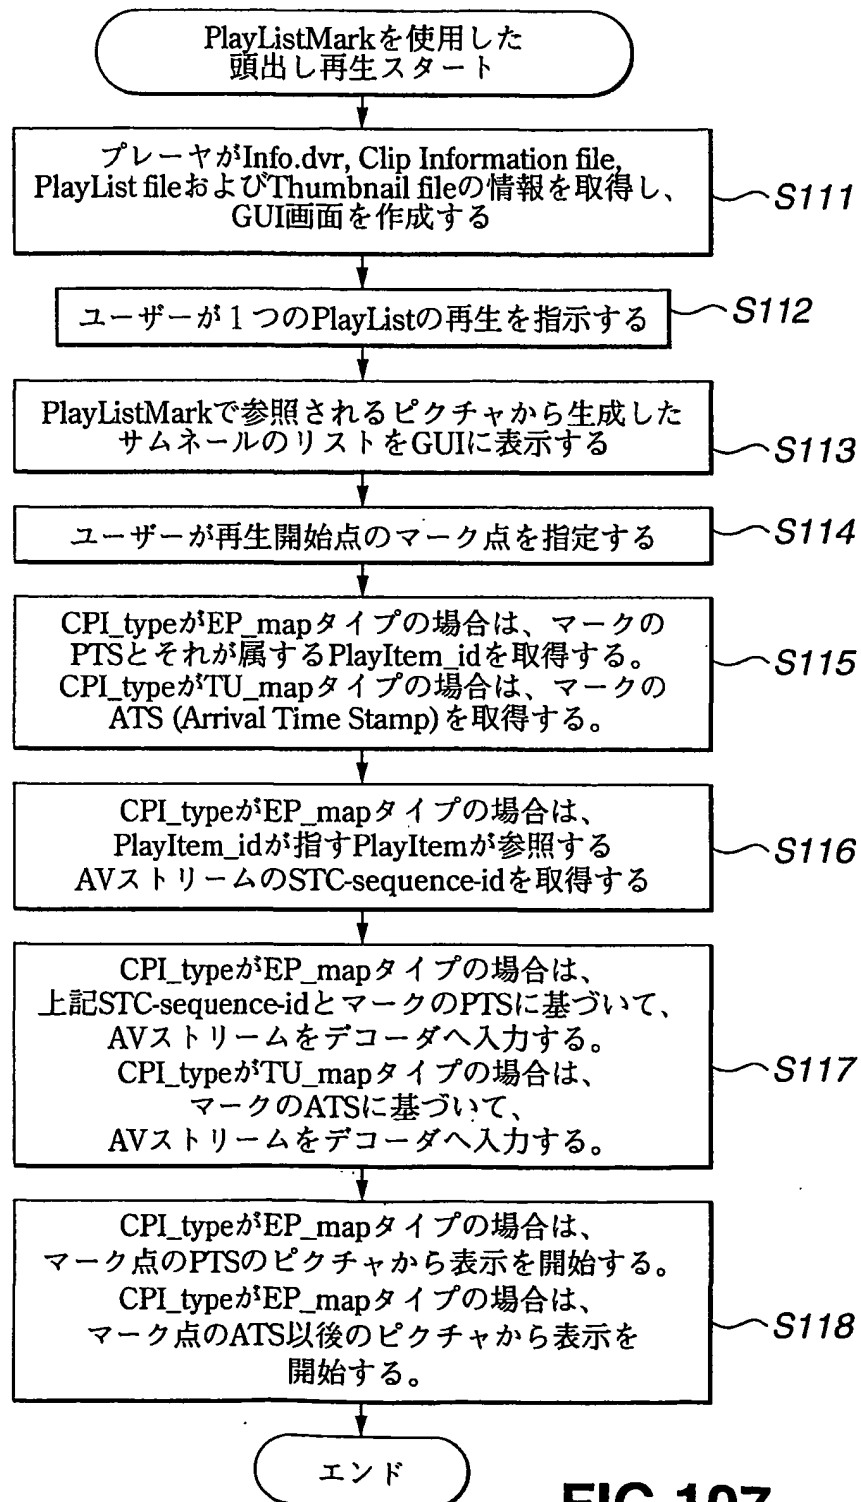 PlayListMarkを使用した
頭出し再生スタート
プレーヤがInfo.dvr, Clip Information file,
PlayList fileおよびThumbnail fileの情報を取得し、
GUI画面を作成する
S111
ユーザーが1つのPlayListの再生を指示する
S112
PlayListMarkで参照されるピクチャから生成した
サムネールのリストをGUIに表示する
S113
ユーザーが再生開始点のマーク点を指定する
S114
CPI_typeがEP_mapタイプの場合は、マークの
PTSとそれが属するPlayItem_idを取得する。
CPI_typeがTU_mapタイプの場合は、マークの
ATS (Arrival Time Stamp)を取得する。
S115
CPI_typeがEP_mapタイプの場合は、
PlayItem_idが指すPlayItemが参照する
AVストリームのSTC-sequence-idを取得する
S116
CPI_typeがEP_mapタイプの場合は、
上記STC-sequence-idとマークのPTSに基づいて、
AVストリームをデコーダへ入力する。
CPI_typeがTU_mapタイプの場合は、
マークのATSに基づいて、
AVストリームをデコーダへ入力する。
S117
CPI_typeがEP_mapタイプの場合は、
マーク点のPTSのピクチャから表示を開始する。
CPI_typeがEP_mapタイプの場合は、
マーク点のATS以後のピクチャから表示を
開始する。
S118
エンド
FIG.107